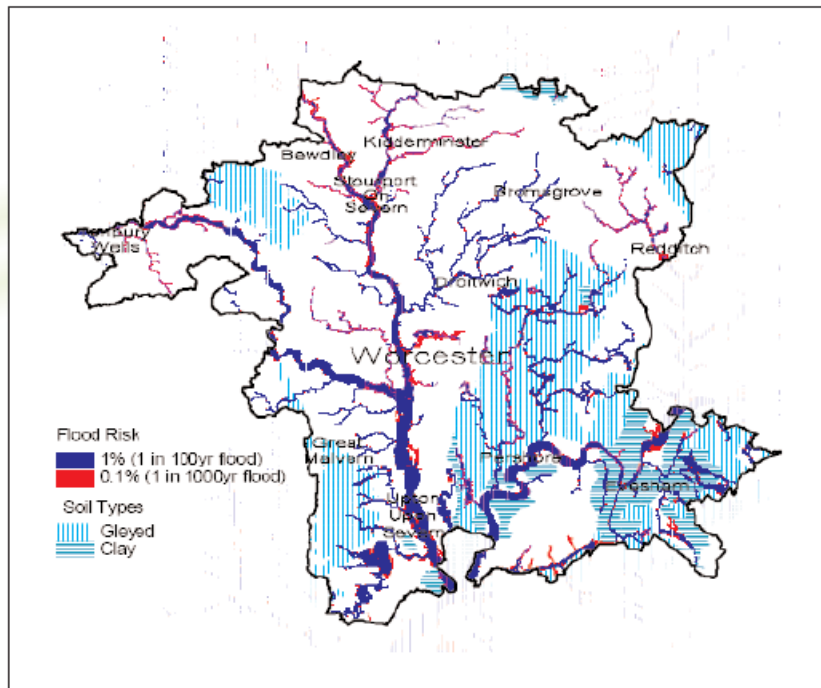 Kidderminster
Bewdley
Stourport
On
Severn
Bromsgrove
Wells
Redditch
Droitwich
Worcester
Flood Risk
1% (1 in 100yr flood)
0.1% (1 in 1000yr flood)
Soil Types
Gleyed
Clay
Great
Malvern
Pershore
Evesham
Upton
Upon
Severn